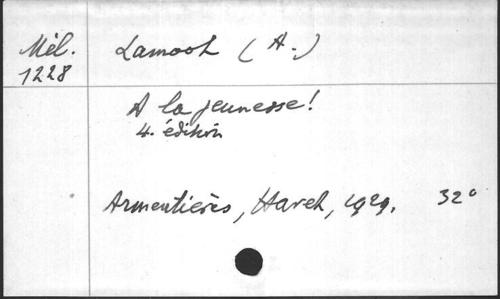 Mél. Lamoot (A.)
1228
A la jeunesse!
4. édition
Armentières, Hareh, 1929. 32°